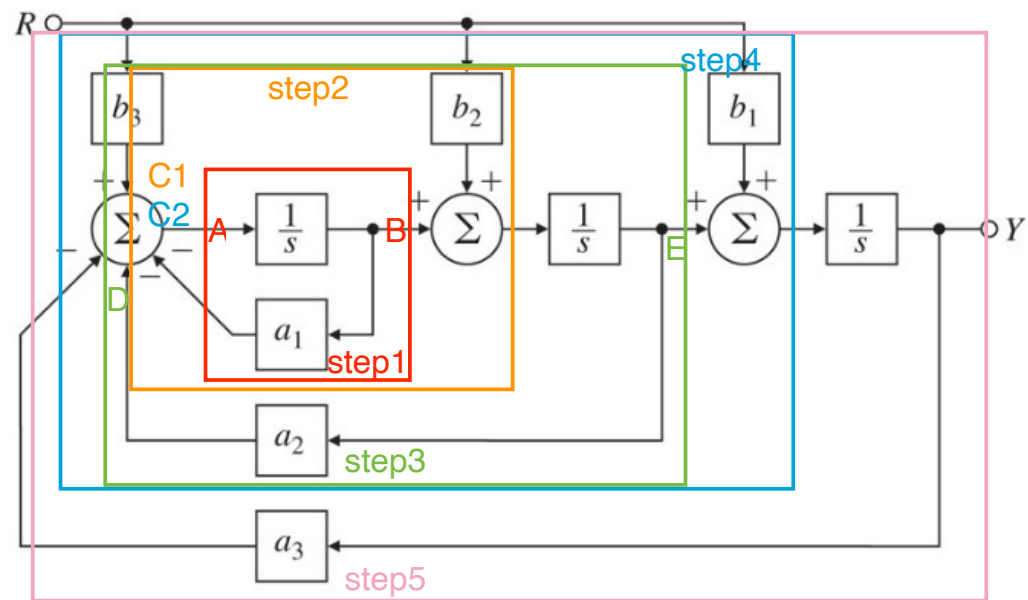 R
step4
step2
b₃
b₂
b₁
C1
+
+
+
C2
+
+
Σ
A
1/s
B
Σ
1/s
E
Σ
1/s
Y
−
−
−
D
a₁
step1
a₂
step3
a₃
step5